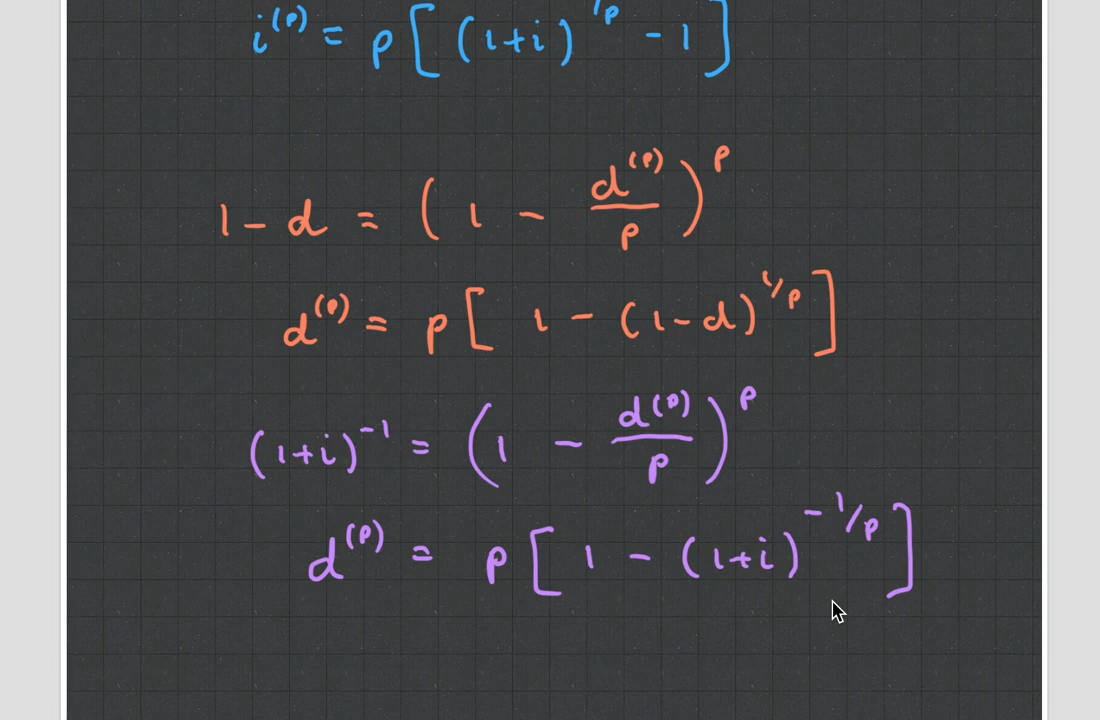 i^(p) = p[(1+i)^1/p - 1]
1 - d = (1 - d^(p)/p)^p
d^(p) = p[1 - (1-d)^1/p]
(1+i)^-1 = (1 - d^(p)/p)^p
d^(p) = p[1 - (1+i)^-1/p]